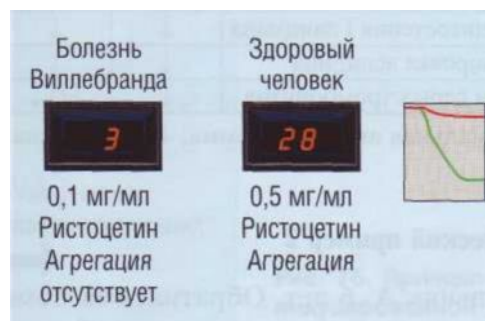 Болезнь
Виллебранда
3
0,1 мг/мл
Ристоцетин
Агрегация
отсутствует
Здоровый
человек
28
0,5 мг/мл
Ристоцетин
Агрегация